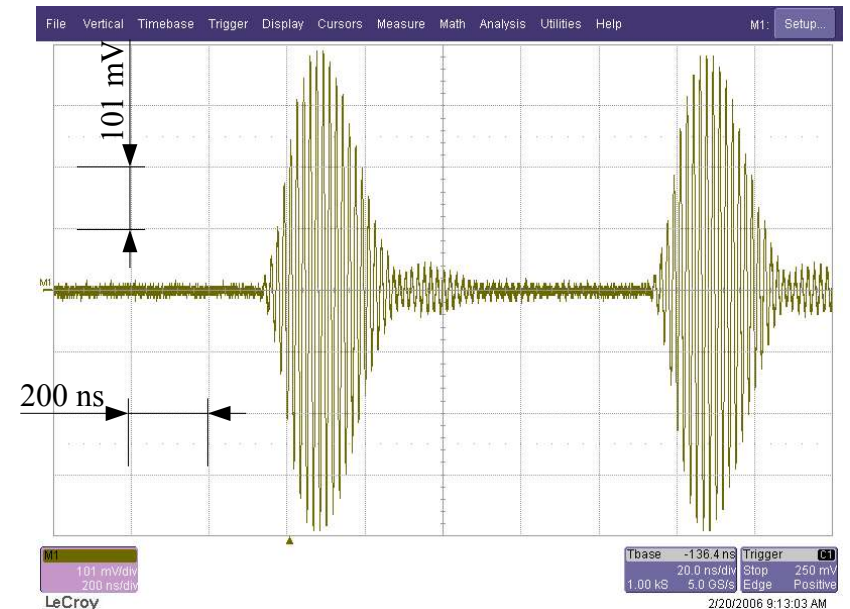 File Vertical Timebase Trigger Display Cursors Measure Math Analysis Utilities Help M1: Setup...
101 mV
M1
200 ns
M1
101 mV/div
200 ns/div
Tbase -136.4 ns
20.0 ns/div
1.00 kS 5.0 GS/s
Trigger C1
Stop 250 mV
Edge Positive
LeCroy
2/20/2006 9:13:03 AM